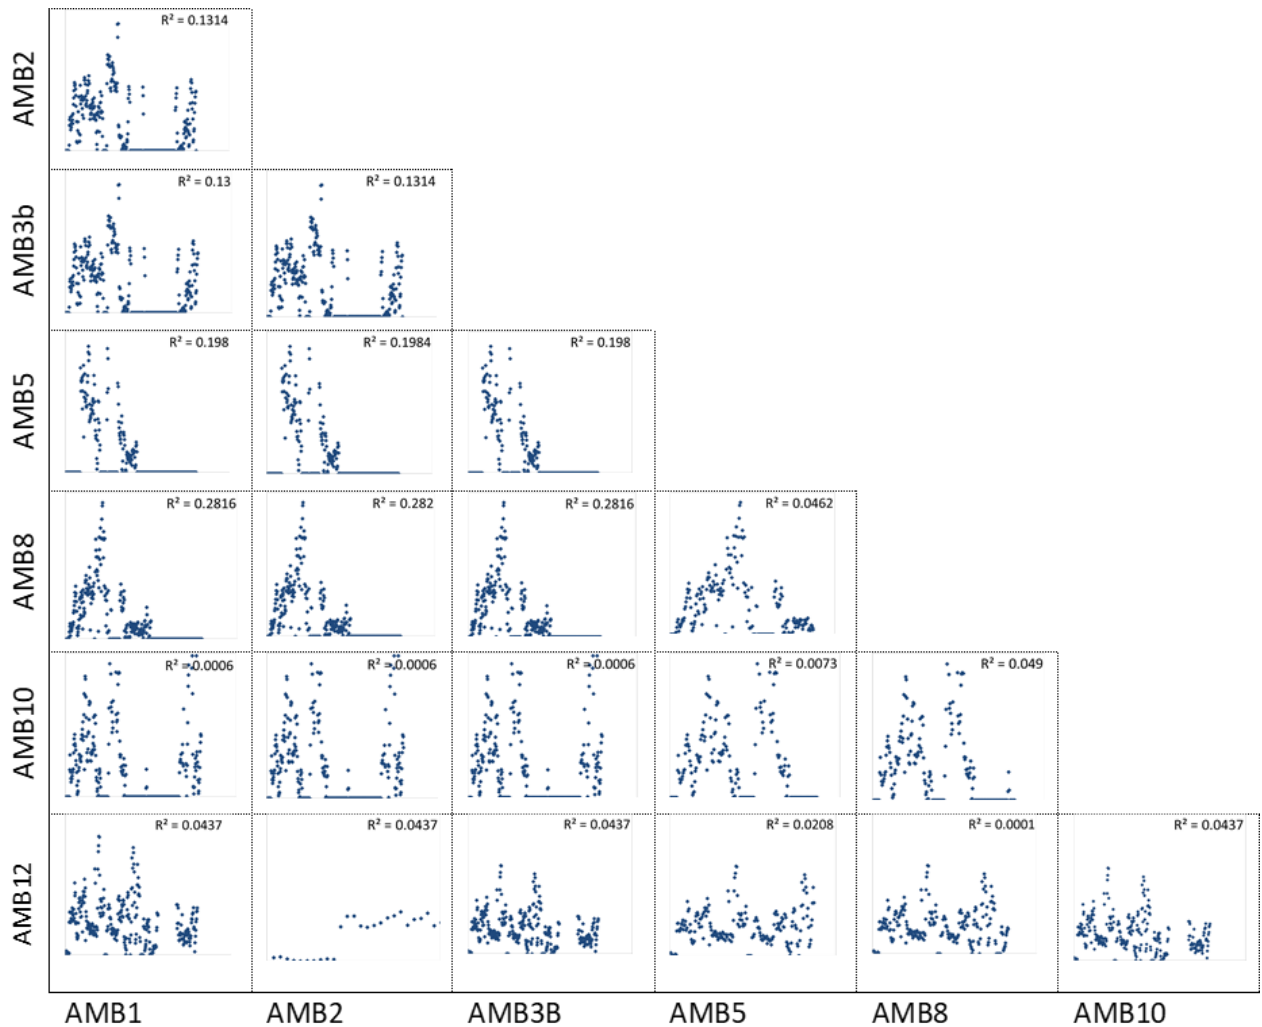 AMB2
R² = 0.1314
AMB3b
R² = 0.13
R² = 0.1314
AMB5
R² = 0.198
R² = 0.1984
R² = 0.198
AMB8
R² = 0.2816
R² = 0.282
R² = 0.2816
R² = 0.0462
AMB10
R² = 0.0006
R² = 0.0006
R² = 0.0006
R² = 0.0073
R² = 0.049
AMB12
R² = 0.0437
R² = 0.0437
R² = 0.0437
R² = 0.0208
R² = 0.0001
R² = 0.0437
AMB1
AMB2
AMB3B
AMB5
AMB8
AMB10